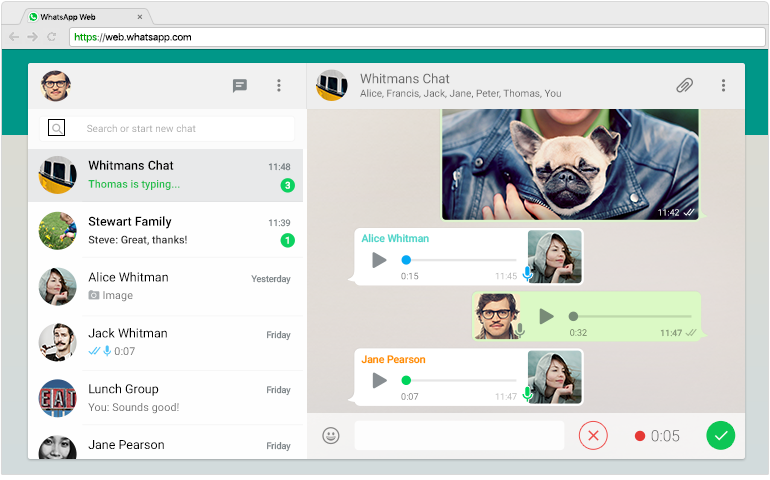 WhatsApp Web
https://web.whatsapp.com
Search or start new chat
Whitmans Chat
11:48
Thomas is typing...
3
Stewart Family
11:39
Steve: Great, thanks!
1
Alice Whitman
Yesterday
Image
Jack Whitman
Friday
0:07
Lunch Group
Friday
You: Sounds good!
EAT
Jane Pearson
Friday
Whitmans Chat
Alice, Francis, Jack, Jane, Peter, Thomas, You
11:42
Alice Whitman
0:15
11:45
0:32
11:47
Jane Pearson
0:07
11:47
0:05